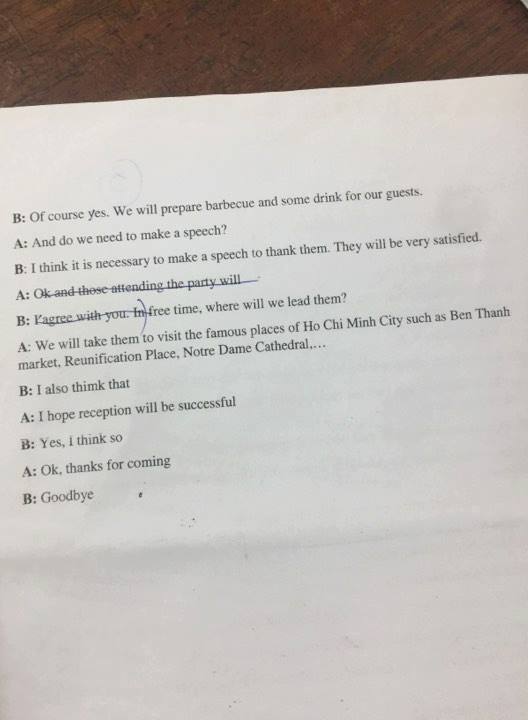 B: Of course yes. We will prepare barbecue and some drink for our guests.
A: And do we need to make a speech?
B: I think it is necessary to make a speech to thank them. They will be very satisfied.
A: Ok and those attending the party will
B: I agree with you. In free time, where will we lead them?
A: We will take them to visit the famous places of Ho Chi Minh City such as Ben Thanh
market, Reunification Place, Notre Dame Cathedral,…
B: I also thimk that
A: I hope reception will be successful
B: Yes, i think so
A: Ok, thanks for coming
B: Goodbye